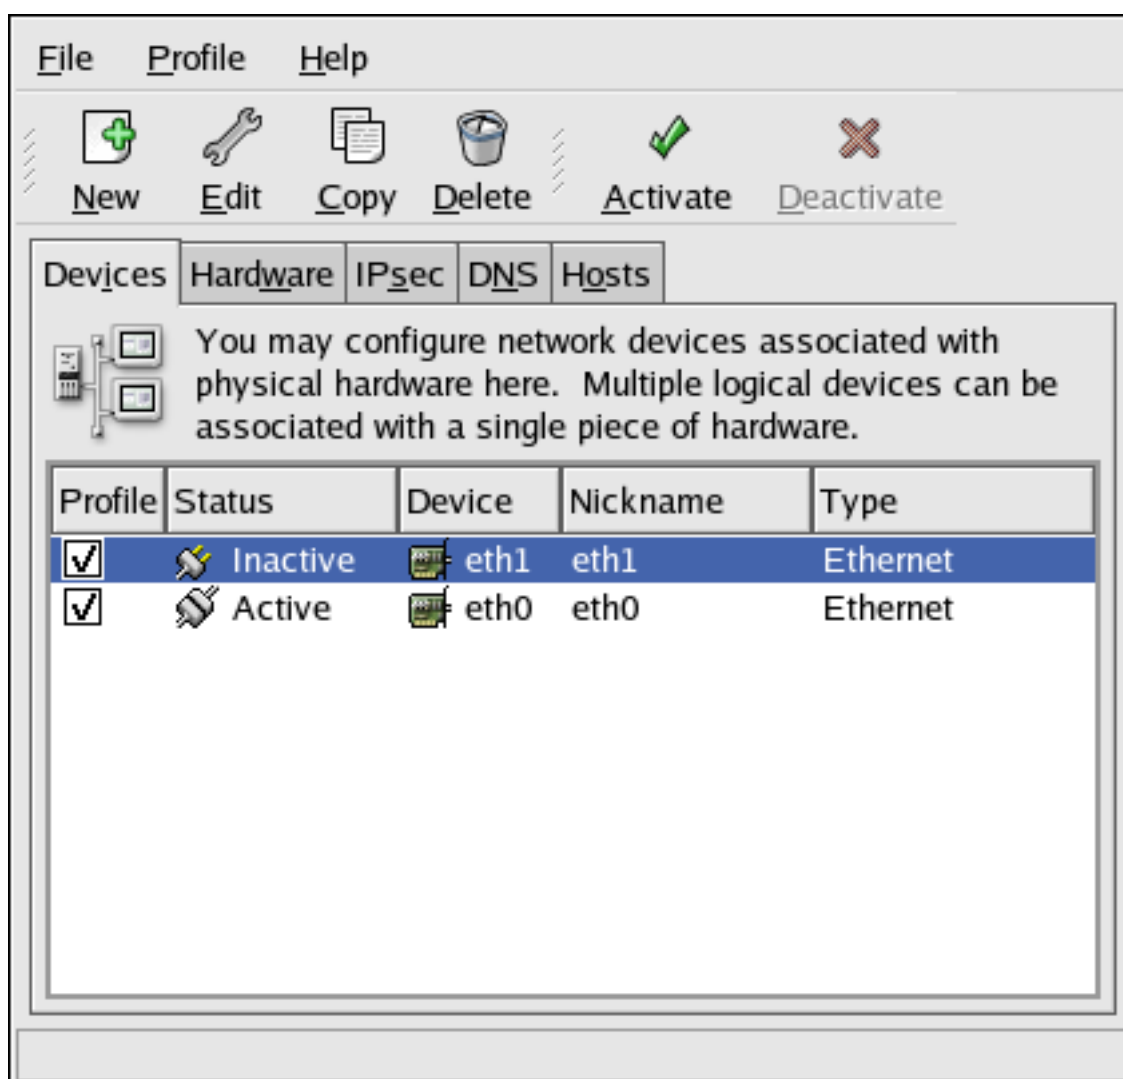 File Profile Help
New Edit Copy Delete Activate Deactivate
Devices Hardware IPsec DNS Hosts
You may configure network devices associated with
physical hardware here.  Multiple logical devices can be
associated with a single piece of hardware.
Profile Status Device Nickname Type
Inactive eth1 eth1 Ethernet
Active eth0 eth0 Ethernet